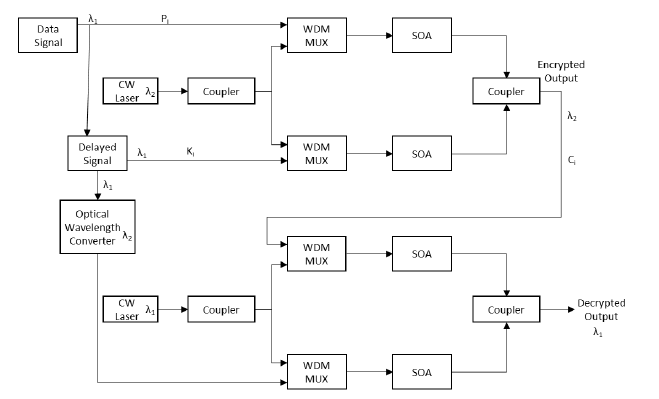 Data
Signal
λ₁
Pᵢ
WDM
MUX
SOA
CW
Laser λ₂
Coupler
Coupler
Encrypted
Output
λ₂
Cᵢ
Delayed
Signal
λ₁
Kᵢ
WDM
MUX
SOA
λ₁
Optical
Wavelength
Converter λ₂
WDM
MUX
SOA
CW
Laser λ₁
Coupler
Coupler
Decrypted
Output
λ₁
WDM
MUX
SOA